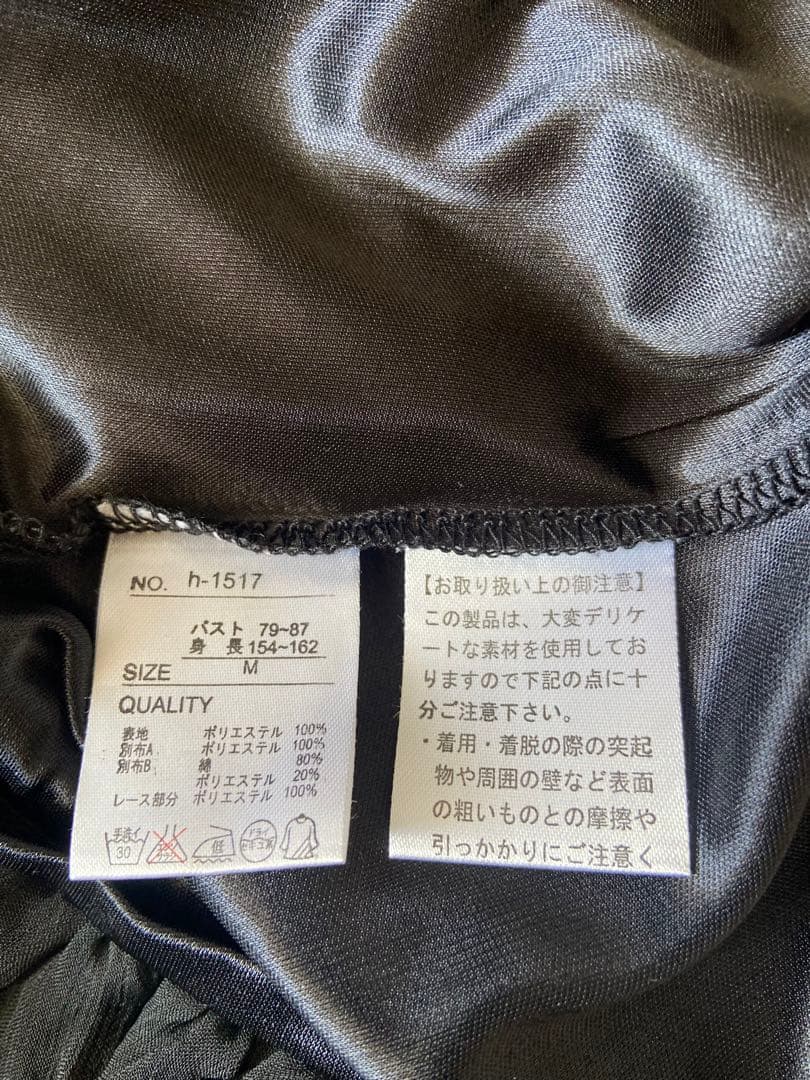 NO. h-1517
バスト 79~87
身 長 154~162
SIZE M
QUALITY
表地 ポリエステル 100%
別布A ポリエステル 100%
別布B 綿 80%
ポリエステル 20%
レース部分 ポリエステル 100%
手洗イ
30
低
ドライ
【お取り扱い上の御注意】
この製品は、大変デリケ
ートな素材を使用してお
りますので下記の点に十
分ご注意下さい。
・着用・着脱の際の突起
物や周囲の壁など表面
の粗いものとの摩擦や
引っかかりにご注意く